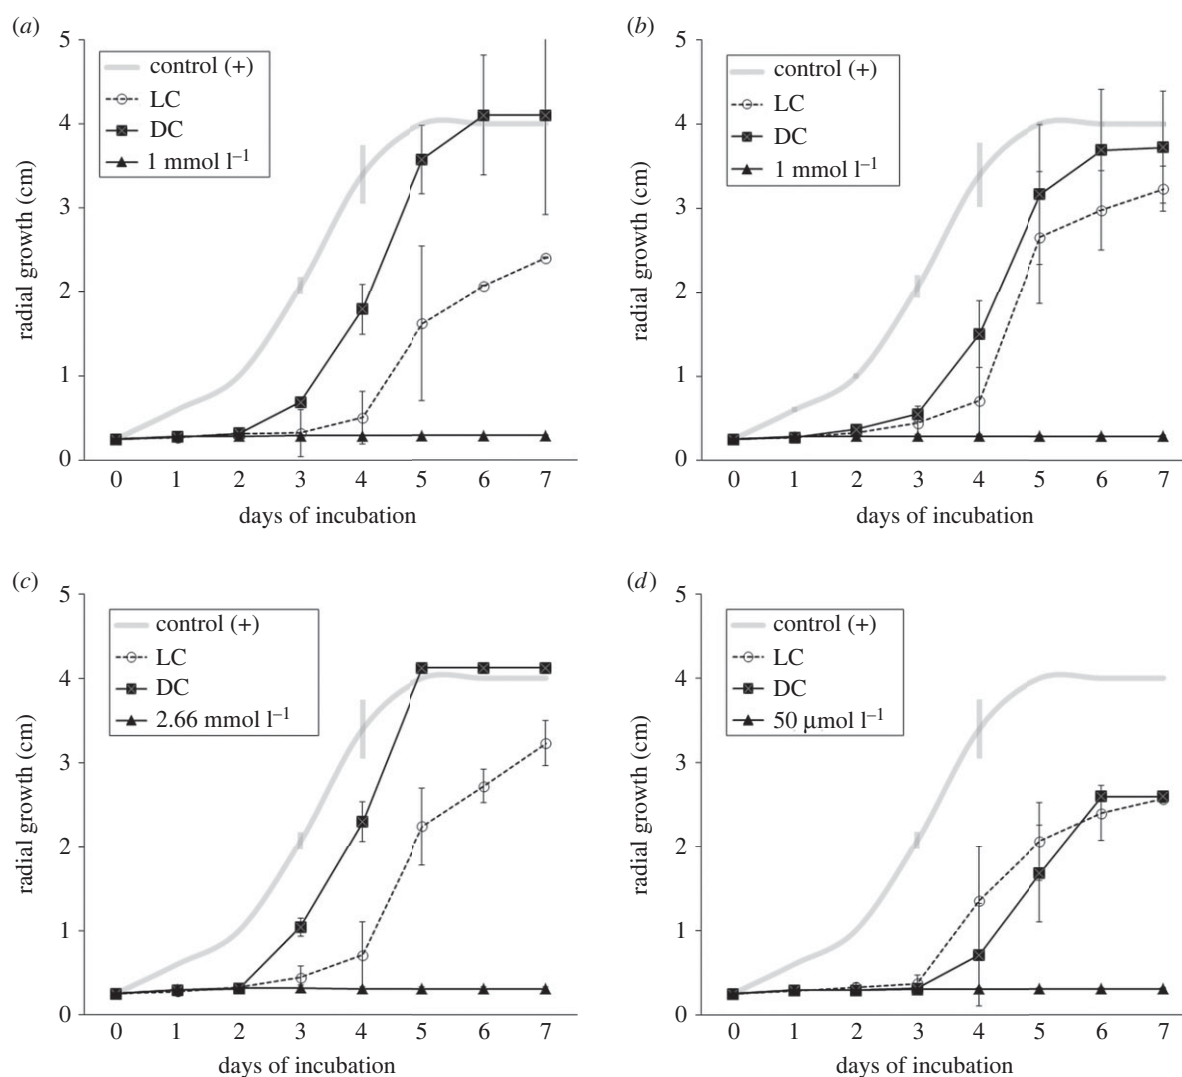 (a)
5
4
3
2
1
0
radial growth (cm)
control (+)
LC
DC
1 mmol l⁻¹
0 1 2 3 4 5 6 7
days of incubation
(b)
5
4
3
2
1
0
radial growth (cm)
control (+)
LC
DC
1 mmol l⁻¹
0 1 2 3 4 5 6 7
days of incubation
(c)
5
4
3
2
1
0
radial growth (cm)
control (+)
LC
DC
2.66 mmol l⁻¹
0 1 2 3 4 5 6 7
days of incubation
(d)
5
4
3
2
1
0
radial growth (cm)
control (+)
LC
DC
50 µmol l⁻¹
0 1 2 3 4 5 6 7
days of incubation